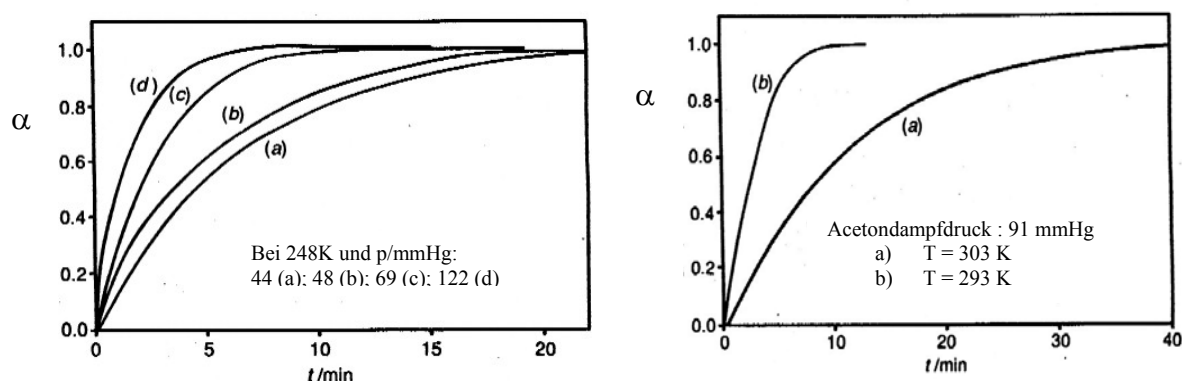 α
1.0
0.8
0.6
0.4
0.2
0.0
(d)
(c)
(b)
(a)
Bei 248K und p/mmHg:
44 (a); 48 (b); 69 (c); 122 (d)
0 5 10 15 20
t/min
α
1.0
0.8
0.6
0.4
0.2
0.0
(b)
(a)
Acetondampfdruck : 91 mmHg
a) T = 303 K
b) T = 293 K
0 10 20 30 40
t/min